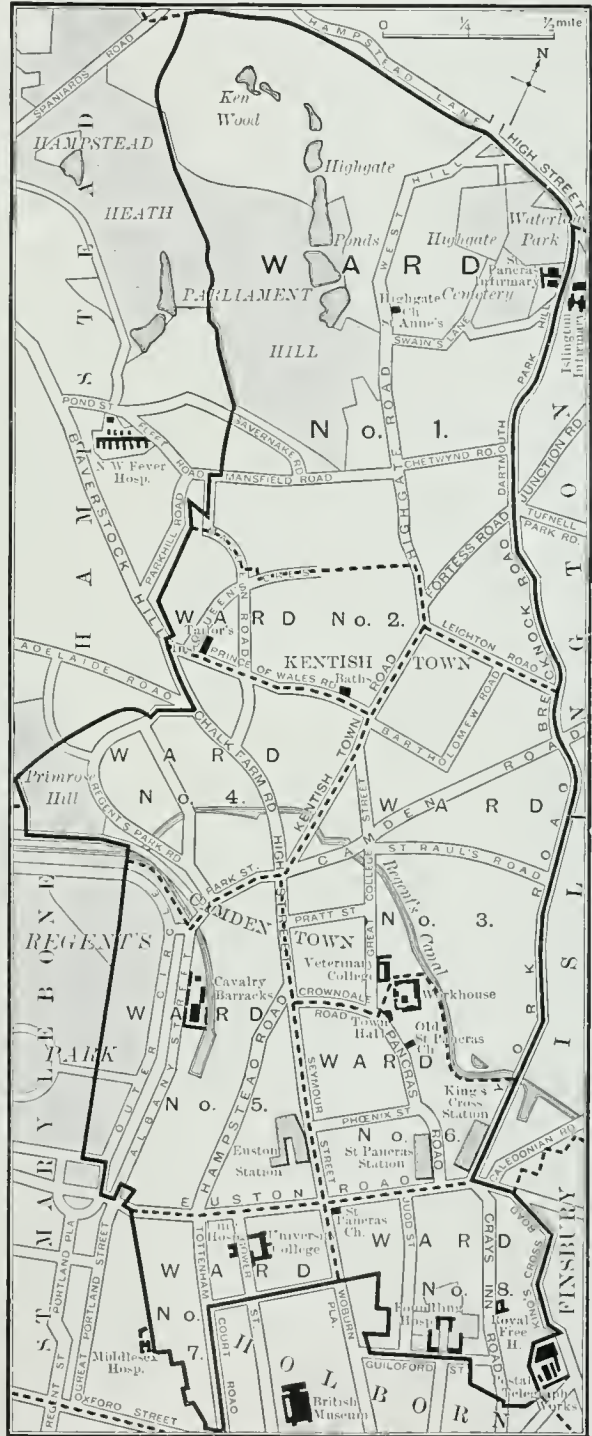 0 ¼ ½ mile
N
HAMPSTEAD LANE
SPANIARDS ROAD
Ken
Wood
HIGH STREET
HAMPSTEAD
HEATH
Highgate
Ponds
WEST HILL
Highgate
Cemetery
Waterlow
Park
St
Pancras
Infirmary
Islington
Infirmary
WARD
No. 1.
PARLIAMENT
HILL
Highgate
Ch
Anne's
SWAIN'S LANE
DARTMOUTH PARK HILL
HAMPSTEAD
ISLINGTON
POND ST
FLEET ROAD
SAVERNAKE RD
N.W. Fever
Hosp.
MANSFIELD ROAD
HIGHGATE ROAD
CHETWYND RD.
JUNCTION RD
TUFNELL
PARK RD
HAVERSTOCK HILL
PARKHILL ROAD
FORTESS ROAD
BRECKNOCK ROAD
QUEEN'S CRES
WARD No. 2.
Tailor's
Inst.
LEIGHTON ROAD
ADELAIDE ROAD
PRINCE OF WALES RD
Bath
KENTISH TOWN
KENTISH TOWN ROAD
BARTHOLOMEW ROAD
CHALK FARM RD
HIGH STREET
Primrose
Hill
WARD
No. 4.
REGENT'S PARK RD
PARK ST.
CAMDEN ROAD
WARD
No. 3.
ST PAUL'S ROAD
YORK ROAD
GREAT COLLEGE STREET
Regent's Canal
CAMDEN
TOWN
PRATT ST
Veterinary
College
REGENT'S
PARK
OUTER CIRCLE
ALBANY STREET
Cavalry
Barracks
CROWNDALE
ROAD
Workhouse
Town
Hall
Old
St Pancras
Ch
PANCRAS ROAD
WARD
No. 5.
HAMPSTEAD ROAD
WARD
No. 6.
SEYMOUR STREET
PHOENIX ST
King's
Cross
Station
Euston
Station
St Pancras
Station
CALEDONIAN RD
ST MARYLEBONE
EUSTON ROAD
St
Pancras
Ch.
Univ
Hosp.
University
College
GOWER ST.
TOTTENHAM
COURT
ROAD
JUDD ST
GRAYS INN ROAD
KING'S CROSS ROAD
FINSBURY
WARD
No. 7.
WARD
No. 8.
PORTLAND PLA
GREAT PORTLAND STREET
REGENT ST
WOBURN
PLA.
Foundling
Hosp
Royal
Free
H.
GUILFORD ST
Middlesex
Hosp.
HOLBORN
British
Museum
Postal
Telegraph
Works
OXFORD STREET